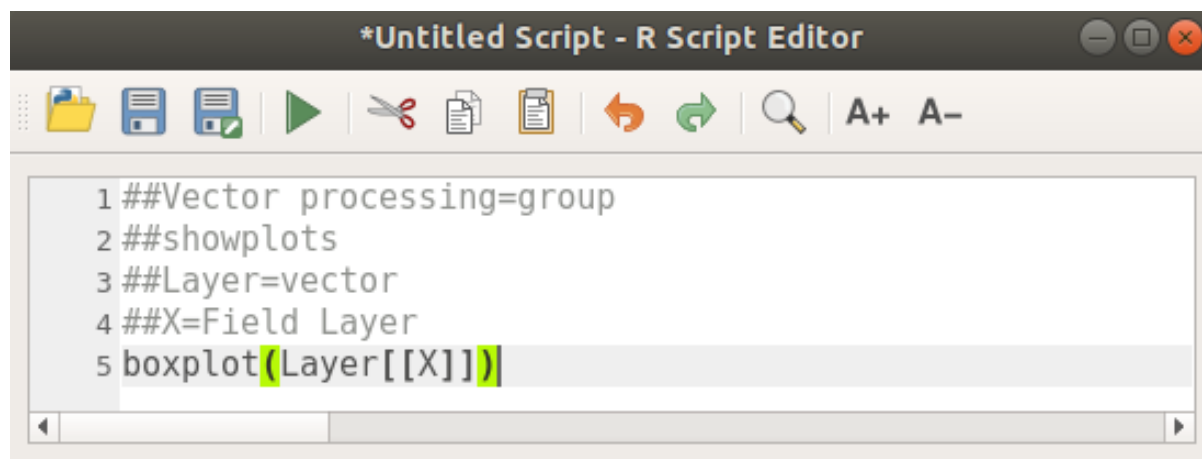 *Untitled Script - R Script Editor
A+ A-
1 ##Vector processing=group
2 ##showplots
3 ##Layer=vector
4 ##X=Field Layer
5 boxplot(Layer[[X]])